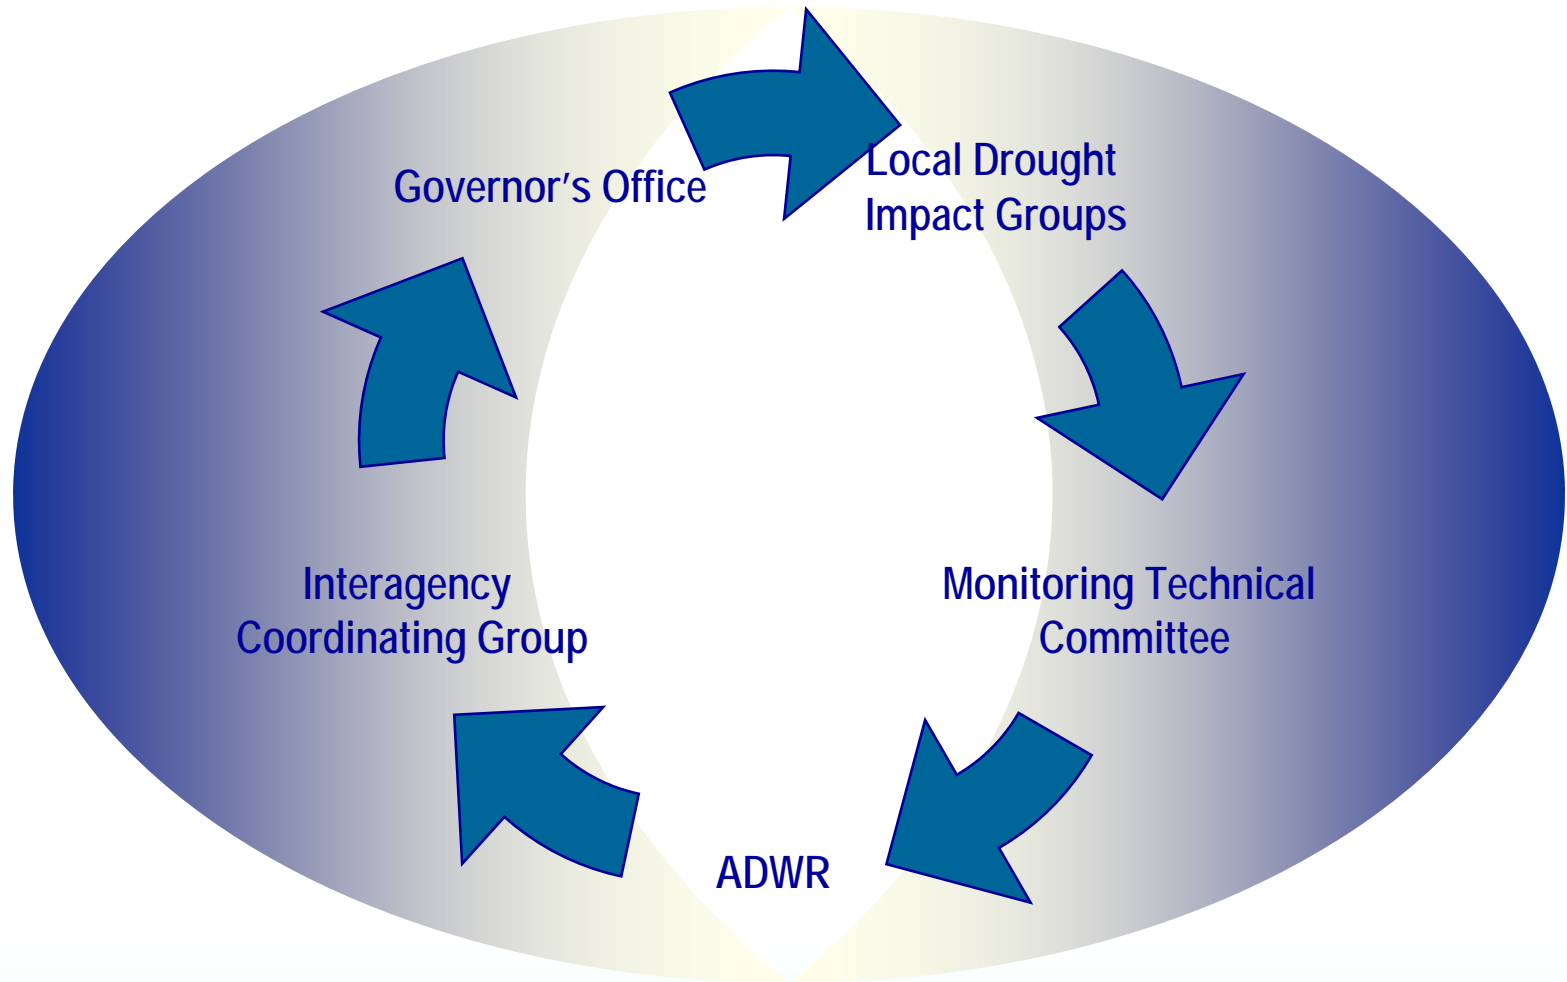 Governor's Office
Local Drought
Impact Groups
Interagency
Coordinating Group
Monitoring Technical
Committee
ADWR